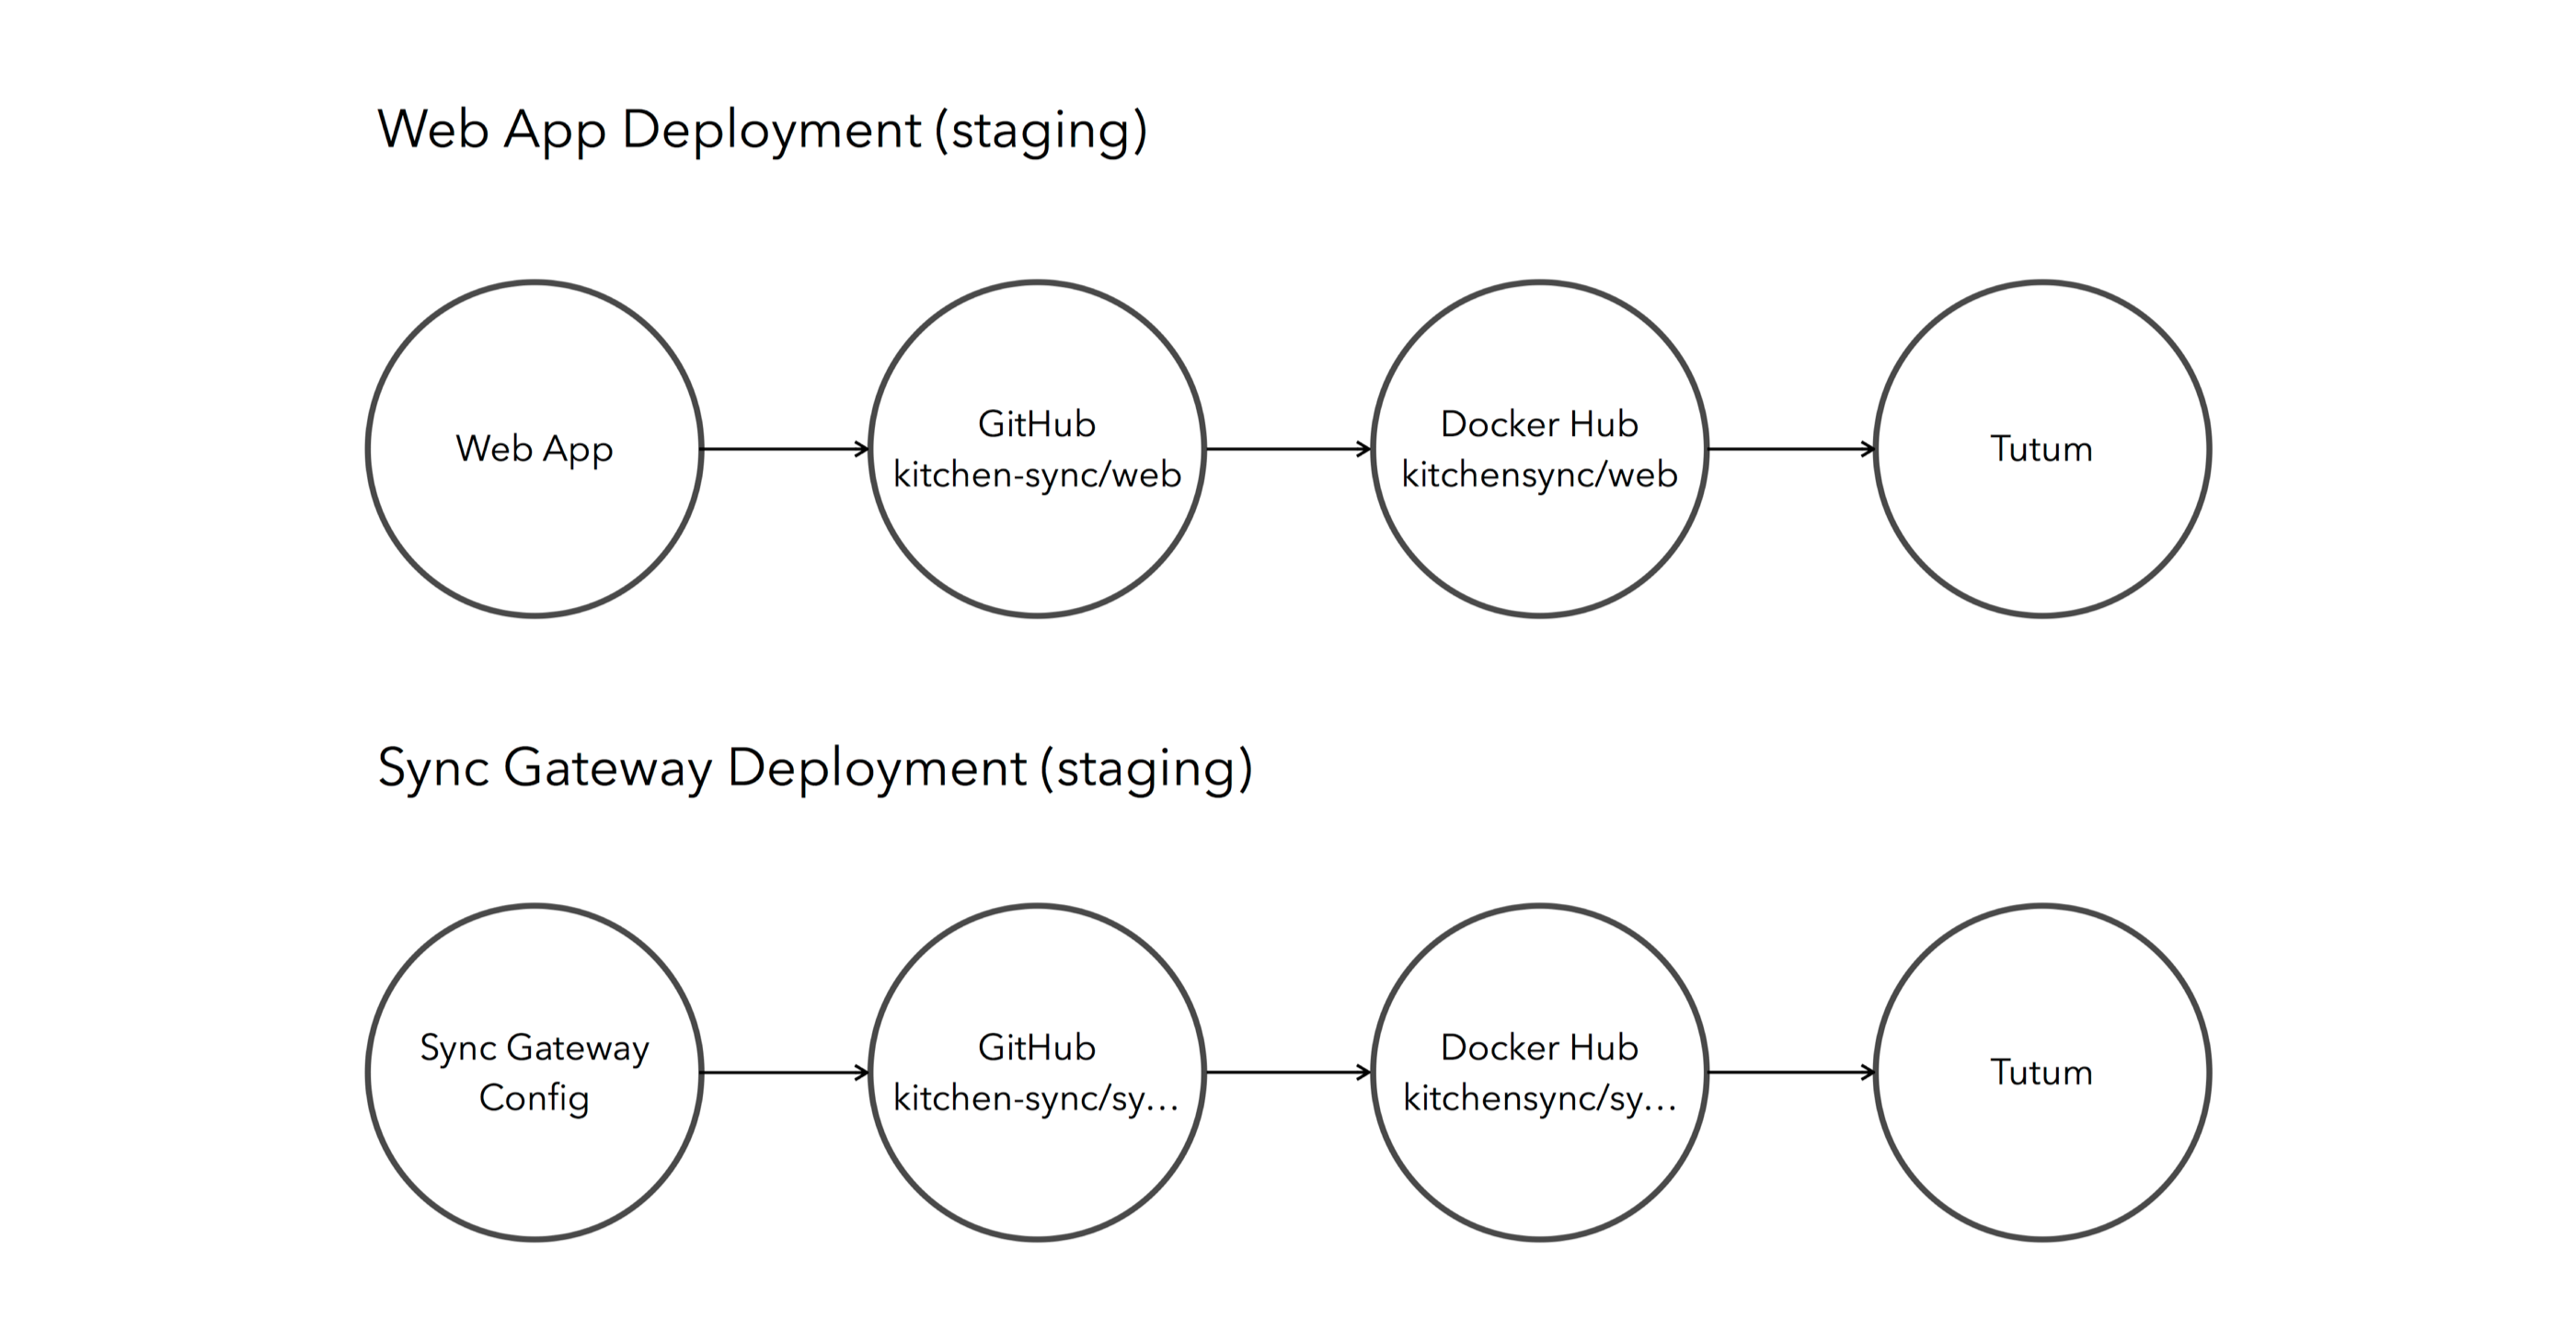 Web App Deployment (staging)
Web App
GitHub
kitchen-sync/web
Docker Hub
kitchensync/web
Tutum
Sync Gateway Deployment (staging)
Sync Gateway
Config
GitHub
kitchen-sync/sy...
Docker Hub
kitchensync/sy...
Tutum